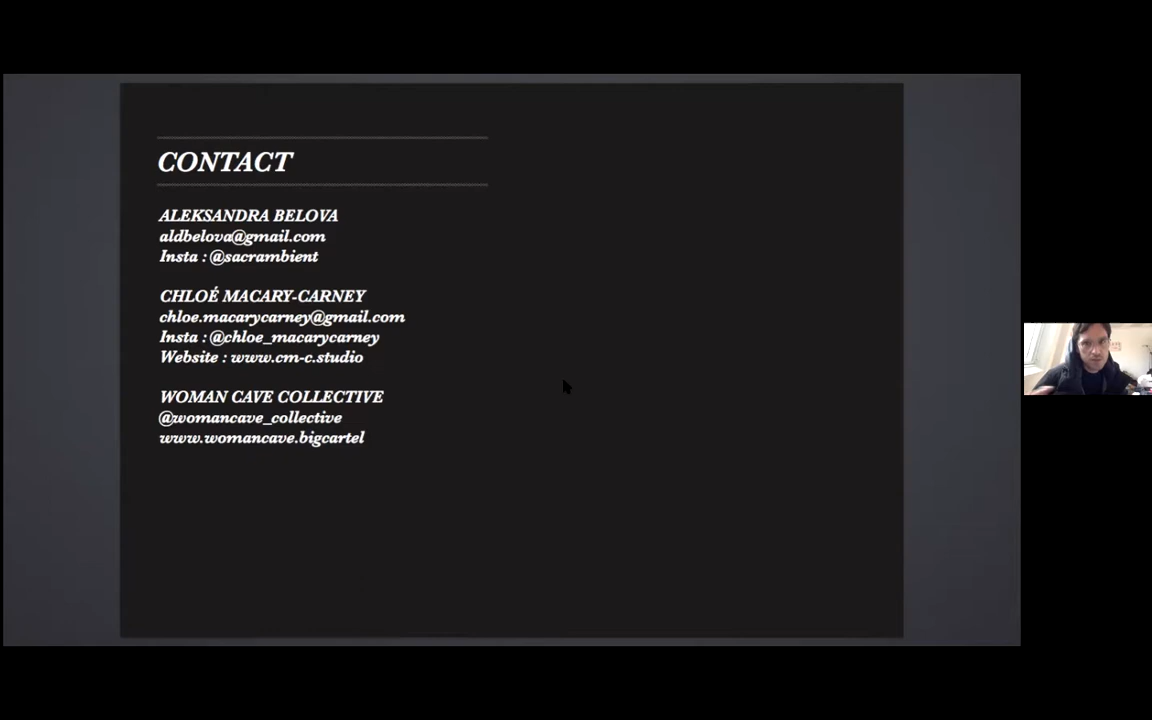 CONTACT
ALEKSANDRA BELOVA
aldbelova@gmail.com
Insta : @sacrambient
CHLOÉ MACARY-CARNEY
chloe.macarycarney@gmail.com
Insta : @chloe_macarycarney
Website : www.cm-c.studio
WOMAN CAVE COLLECTIVE
@womancave_collective
www.womancave.bigcartel